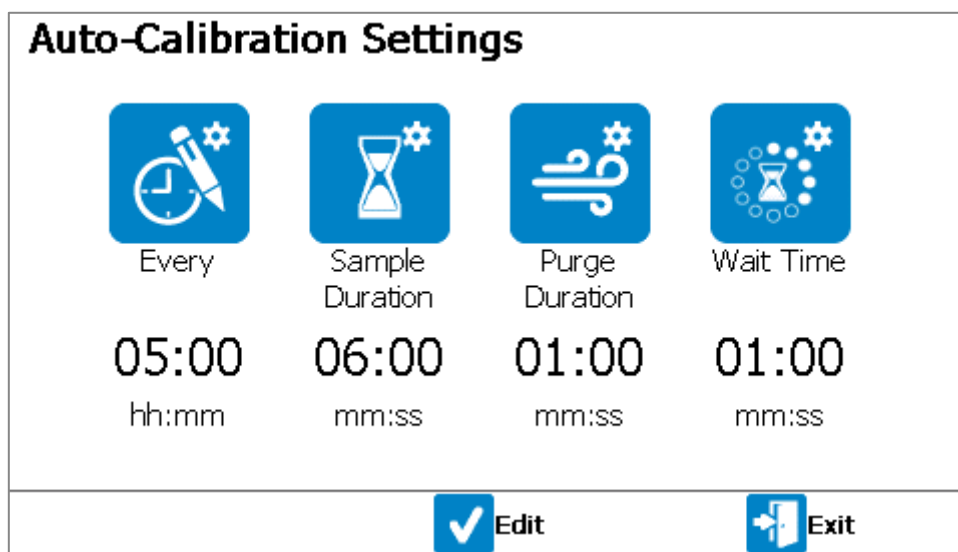 Auto-Calibration Settings
Every
Sample
Duration
Purge
Duration
Wait Time
05:00
06:00
01:00
01:00
hh:mm
mm:ss
mm:ss
mm:ss
Edit
Exit